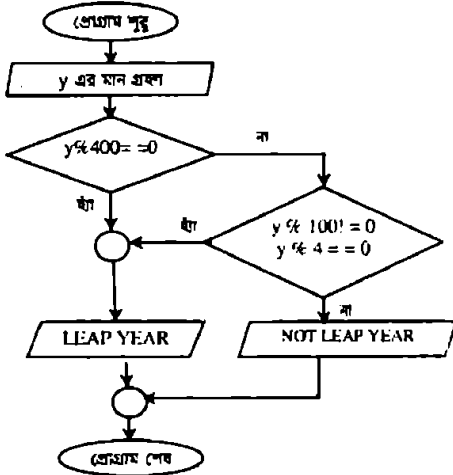 প্রোগ্রাম শুরু
y এর মান গ্রহণ
y%400= =0
না
হ্যাঁ
হ্যাঁ
y % 100! = 0
y % 4 = = 0
না
LEAP YEAR
NOT LEAP YEAR
প্রোগ্রাম শেষ